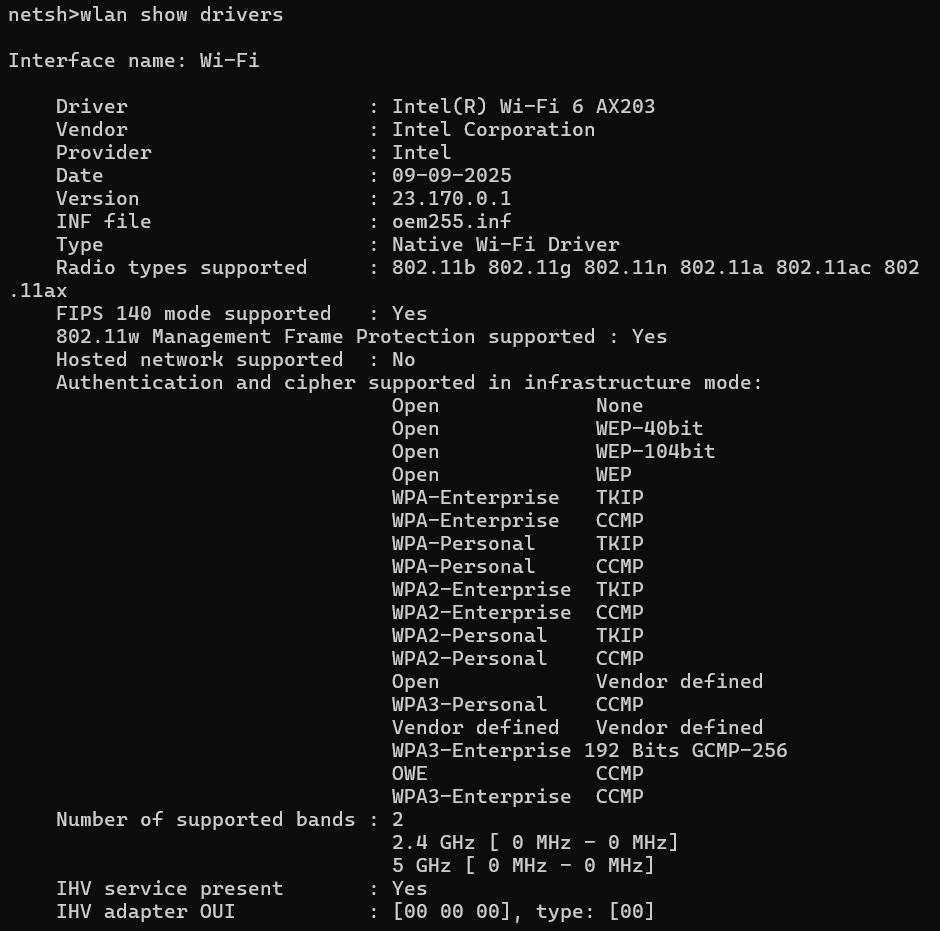 netsh>wlan show drivers
Interface name: Wi-Fi
Driver : Intel(R) Wi-Fi 6 AX203
Vendor : Intel Corporation
Provider : Intel
Date : 09-09-2025
Version : 23.170.0.1
INF file : oem255.inf
Type : Native Wi-Fi Driver
Radio types supported : 802.11b 802.11g 802.11n 802.11a 802.11ac 802
.11ax
FIPS 140 mode supported : Yes
802.11w Management Frame Protection supported : Yes
Hosted network supported : No
Authentication and cipher supported in infrastructure mode:
Open None
Open WEP-40bit
Open WEP-104bit
Open WEP
WPA-Enterprise TKIP
WPA-Enterprise CCMP
WPA-Personal TKIP
WPA-Personal CCMP
WPA2-Enterprise TKIP
WPA2-Enterprise CCMP
WPA2-Personal TKIP
WPA2-Personal CCMP
Open Vendor defined
WPA3-Personal CCMP
Vendor defined Vendor defined
WPA3-Enterprise 192 Bits GCMP-256
OWE CCMP
WPA3-Enterprise CCMP
Number of supported bands : 2
2.4 GHz [ 0 MHz - 0 MHz]
5 GHz [ 0 MHz - 0 MHz]
IHV service present : Yes
IHV adapter OUI : [00 00 00], type: [00]